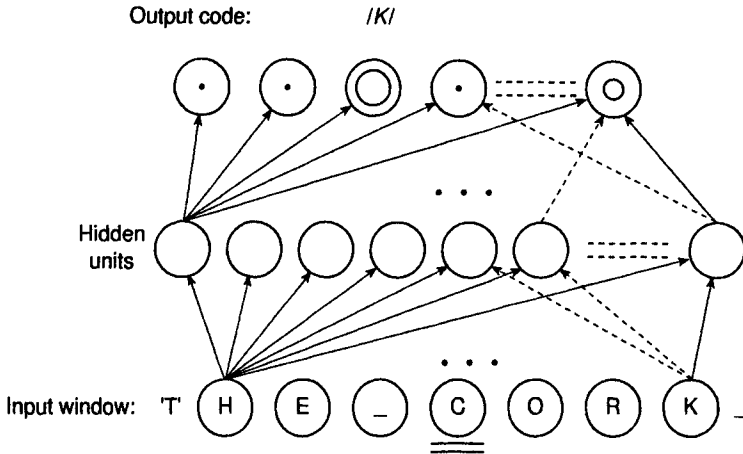 Output code: /K/
Hidden
units
Input window: 'T' H E _ C O R K _